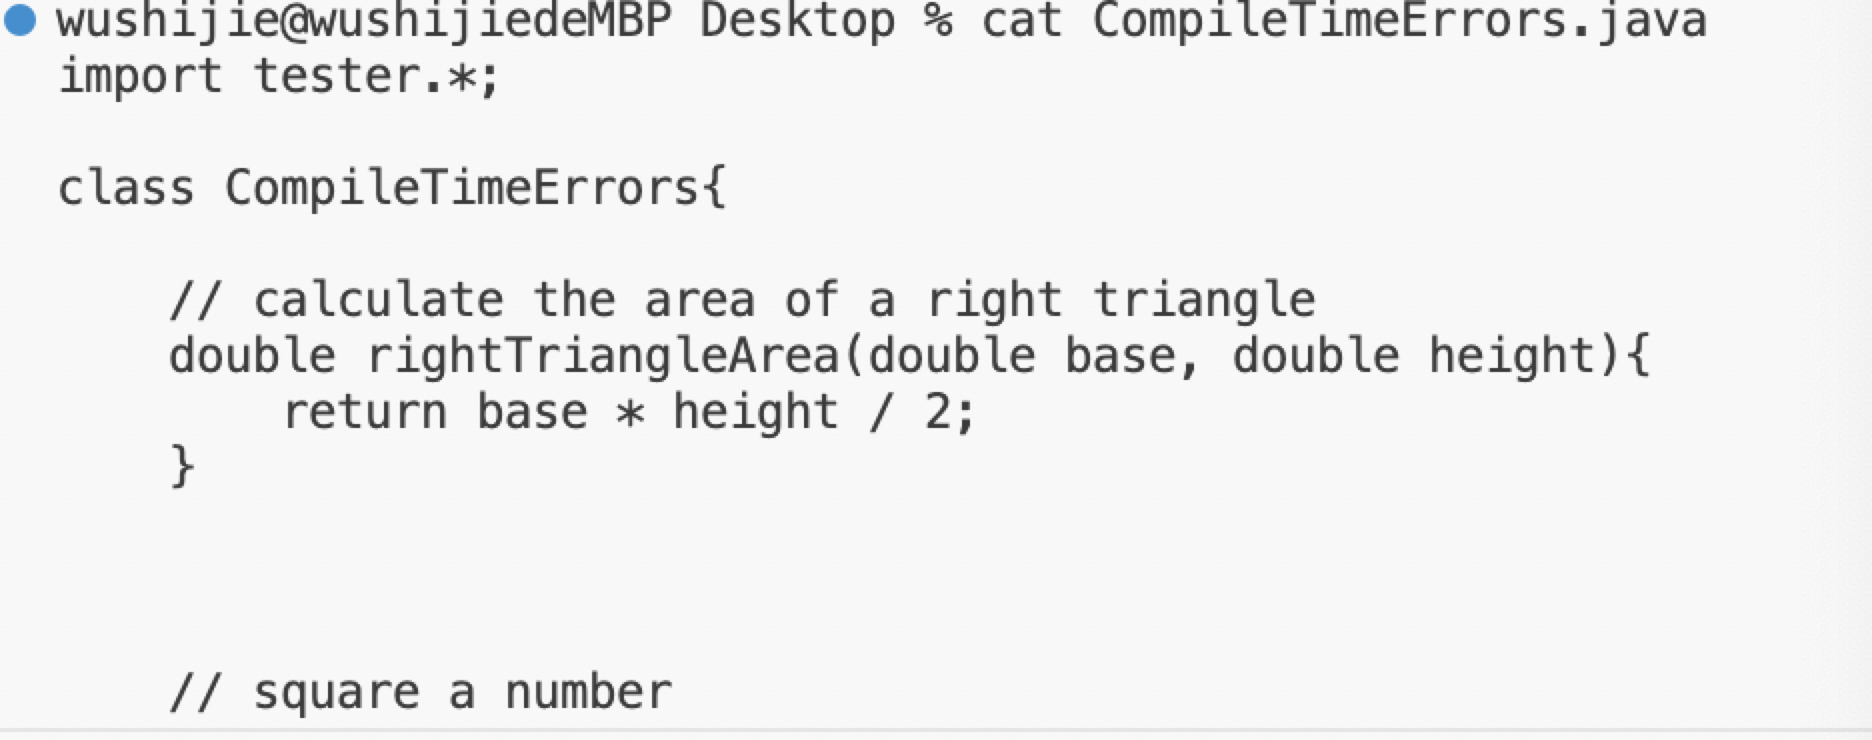 wushijie@wushijiedeMBP Desktop % cat CompileTimeErrors.java
import tester.*;
class CompileTimeErrors{
// calculate the area of a right triangle
double rightTriangleArea(double base, double height){
return base * height / 2;
}
// square a number